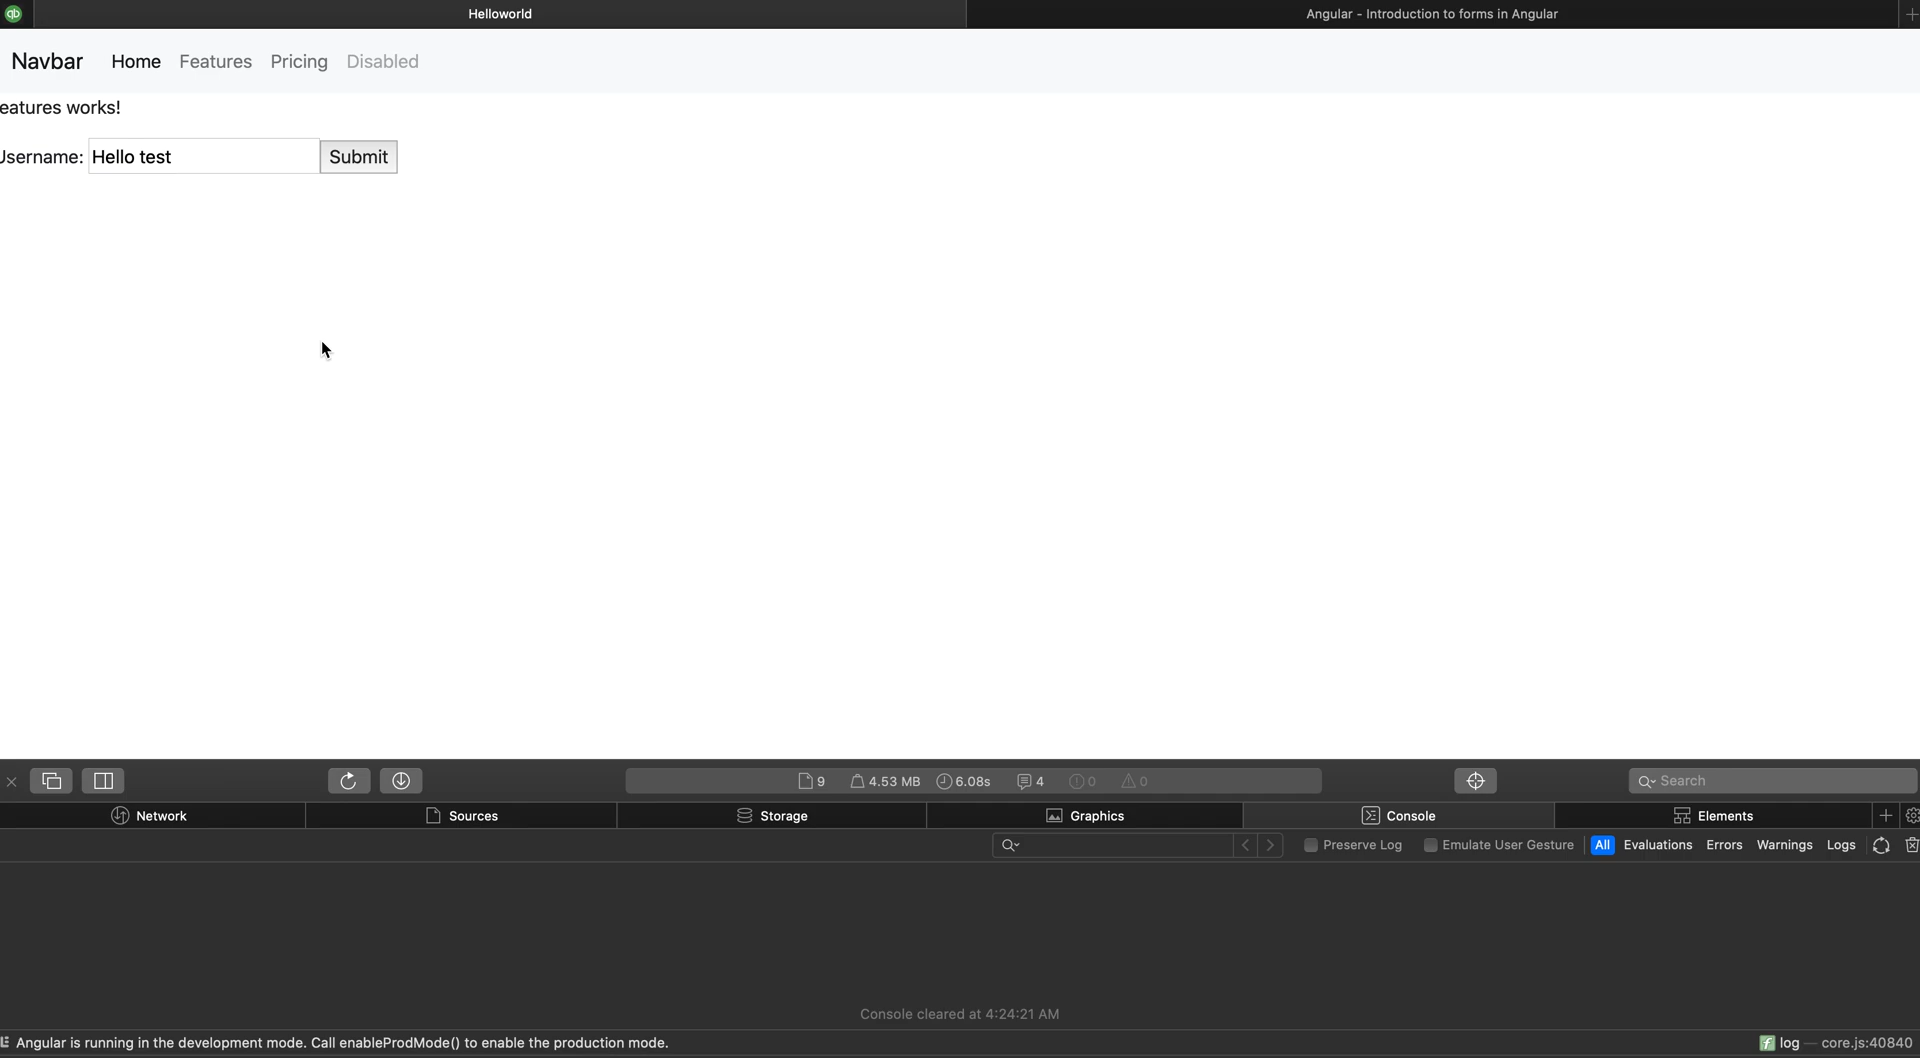 Helloworld
Angular - Introduction to forms in Angular
Navbar Home Features Pricing Disabled
eatures works!
Username: Hello test Submit
9 4.53 MB 6.08s 4 0 0 Search
Network Sources Storage Graphics Console Elements
Preserve Log Emulate User Gesture All Evaluations Errors Warnings Logs
Console cleared at 4:24:21 AM
Angular is running in the development mode. Call enableProdMode() to enable the production mode. f log — core.js:40840